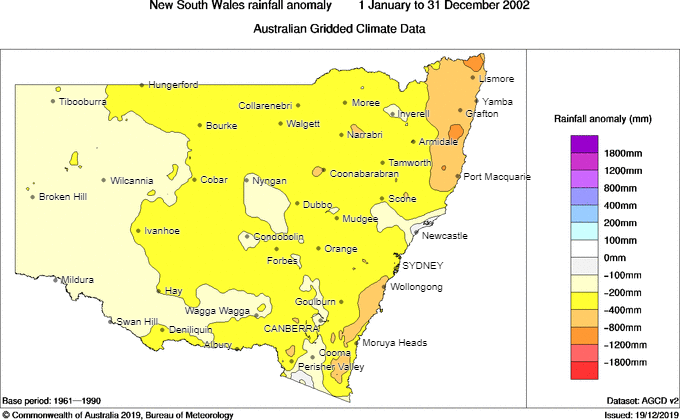 New South Wales rainfall anomaly 1 January to 31 December 2002
Australian Gridded Climate Data
Hungerford
Lismore
Tibooburra
Collarenebri
Moree
Yamba
Inverell
Grafton
Bourke
Walgett
Narrabri
Armidale
Tamworth
Coonabarabran
Port Macquarie
Wilcannia
Cobar
Nyngan
Broken Hill
Scone
Dubbo
Mudgee
Ivanhoe
Condobolin
Newcastle
Orange
Forbes
SYDNEY
Mildura
Hay
Wollongong
Goulburn
Wagga Wagga
Swan Hill
Deniliquin
CANBERRA
Albury
Moruya Heads
Cooma
Perisher Valley
Rainfall anomaly (mm)
1800mm
1200mm
800mm
400mm
200mm
100mm
0mm
-100mm
-200mm
-400mm
-800mm
-1200mm
-1800mm
Base period: 1961—1990
Dataset: AGCD v2
© Commonwealth of Australia 2019, Bureau of Meteorology
Issued: 19/12/2019